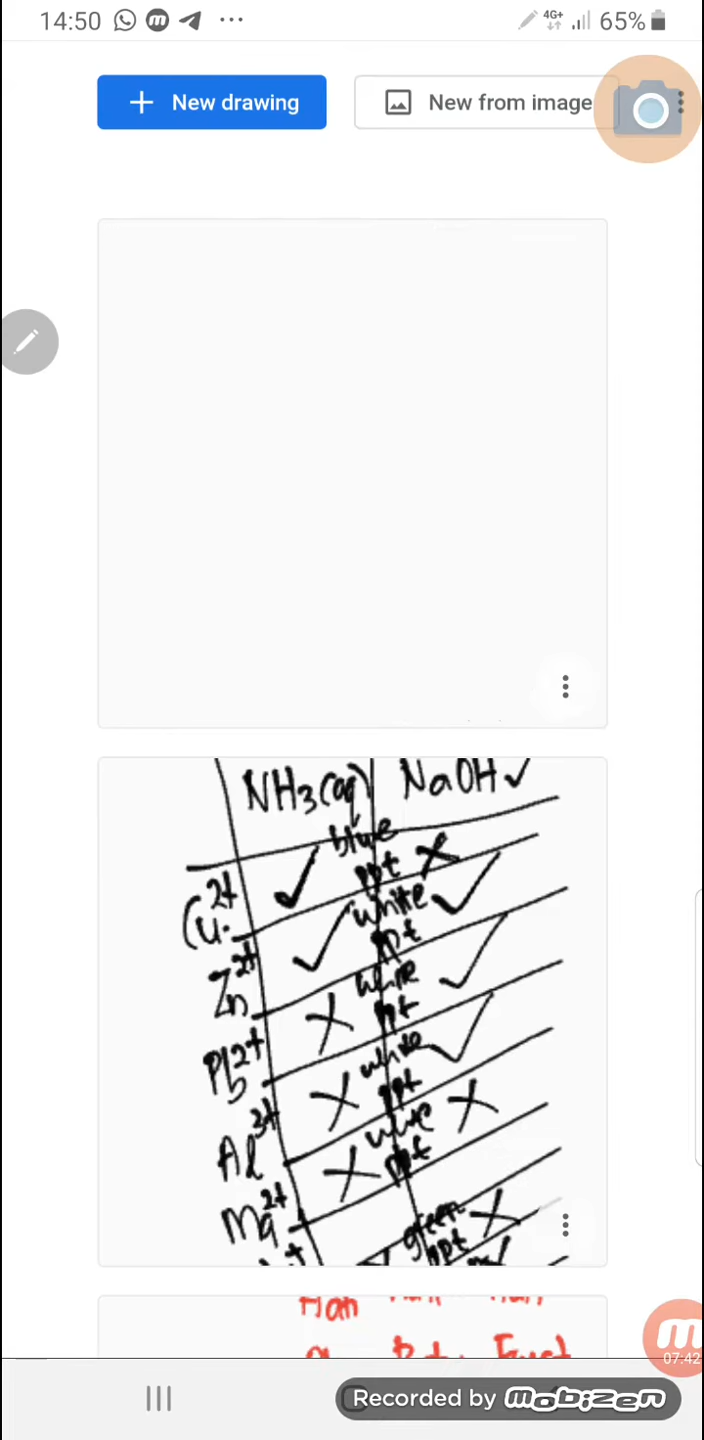 14:50 4G+ 65%
New drawing
New from image
NH3(aq) NaOH ✓
Cu2+ ✓ blue ppt ✗
Zn2+ ✓ white ppt ✓
Pb2+ ✗ white ppt ✓
Al3+ ✗ white ppt ✓
Mg2+ ✗ white ppt ✗
green ppt ✗
07:42
Recorded by mobizen